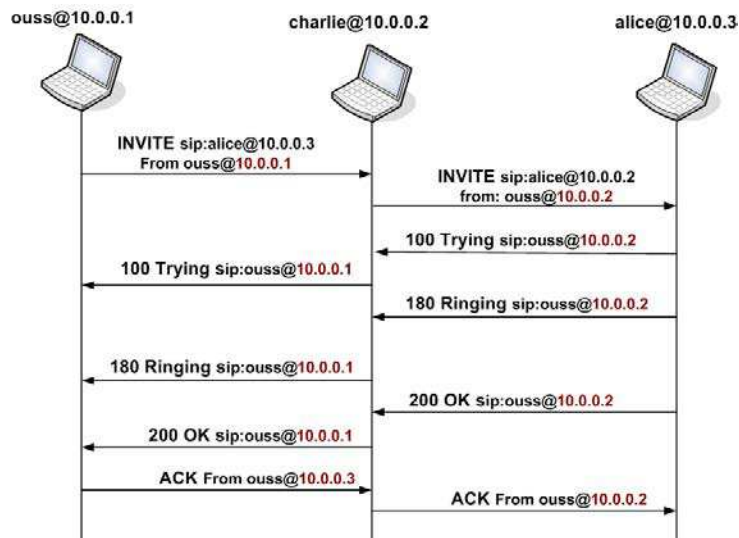 ouss@10.0.0.1
charlie@10.0.0.2
alice@10.0.0.3
INVITE sip:alice@10.0.0.3
From ouss@10.0.0.1
INVITE sip:alice@10.0.0.2
from: ouss@10.0.0.2
100 Trying sip:ouss@10.0.0.2
100 Trying sip:ouss@10.0.0.1
180 Ringing sip:ouss@10.0.0.2
180 Ringing sip:ouss@10.0.0.1
200 OK sip:ouss@10.0.0.2
200 OK sip:ouss@10.0.0.1
ACK From ouss@10.0.0.3
ACK From ouss@10.0.0.2